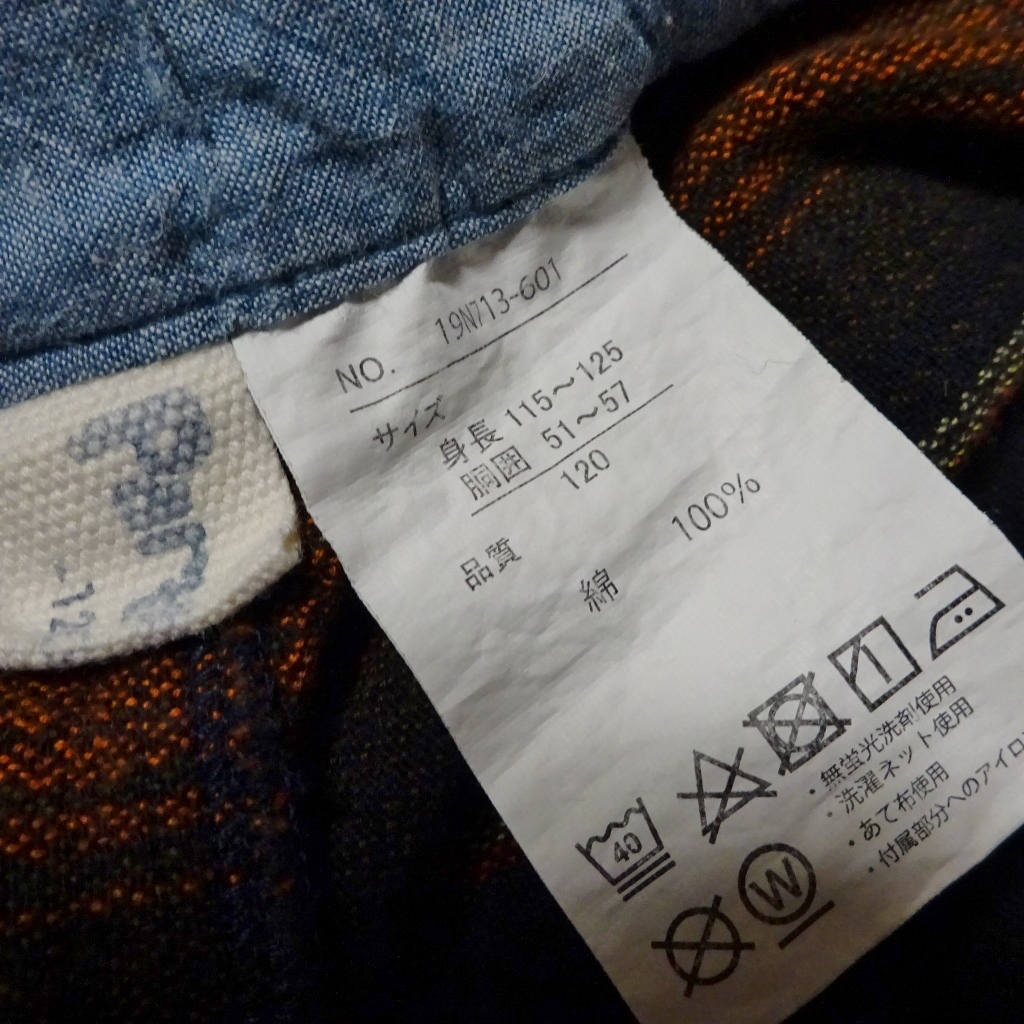 NO. 19N713-601
サイズ
身長 115～125
胴囲 51～57
120
品質
綿 100%
40
W
・無蛍光洗剤使用
・洗濯ネット使用
・あて布使用
・付属部分へのアイロ